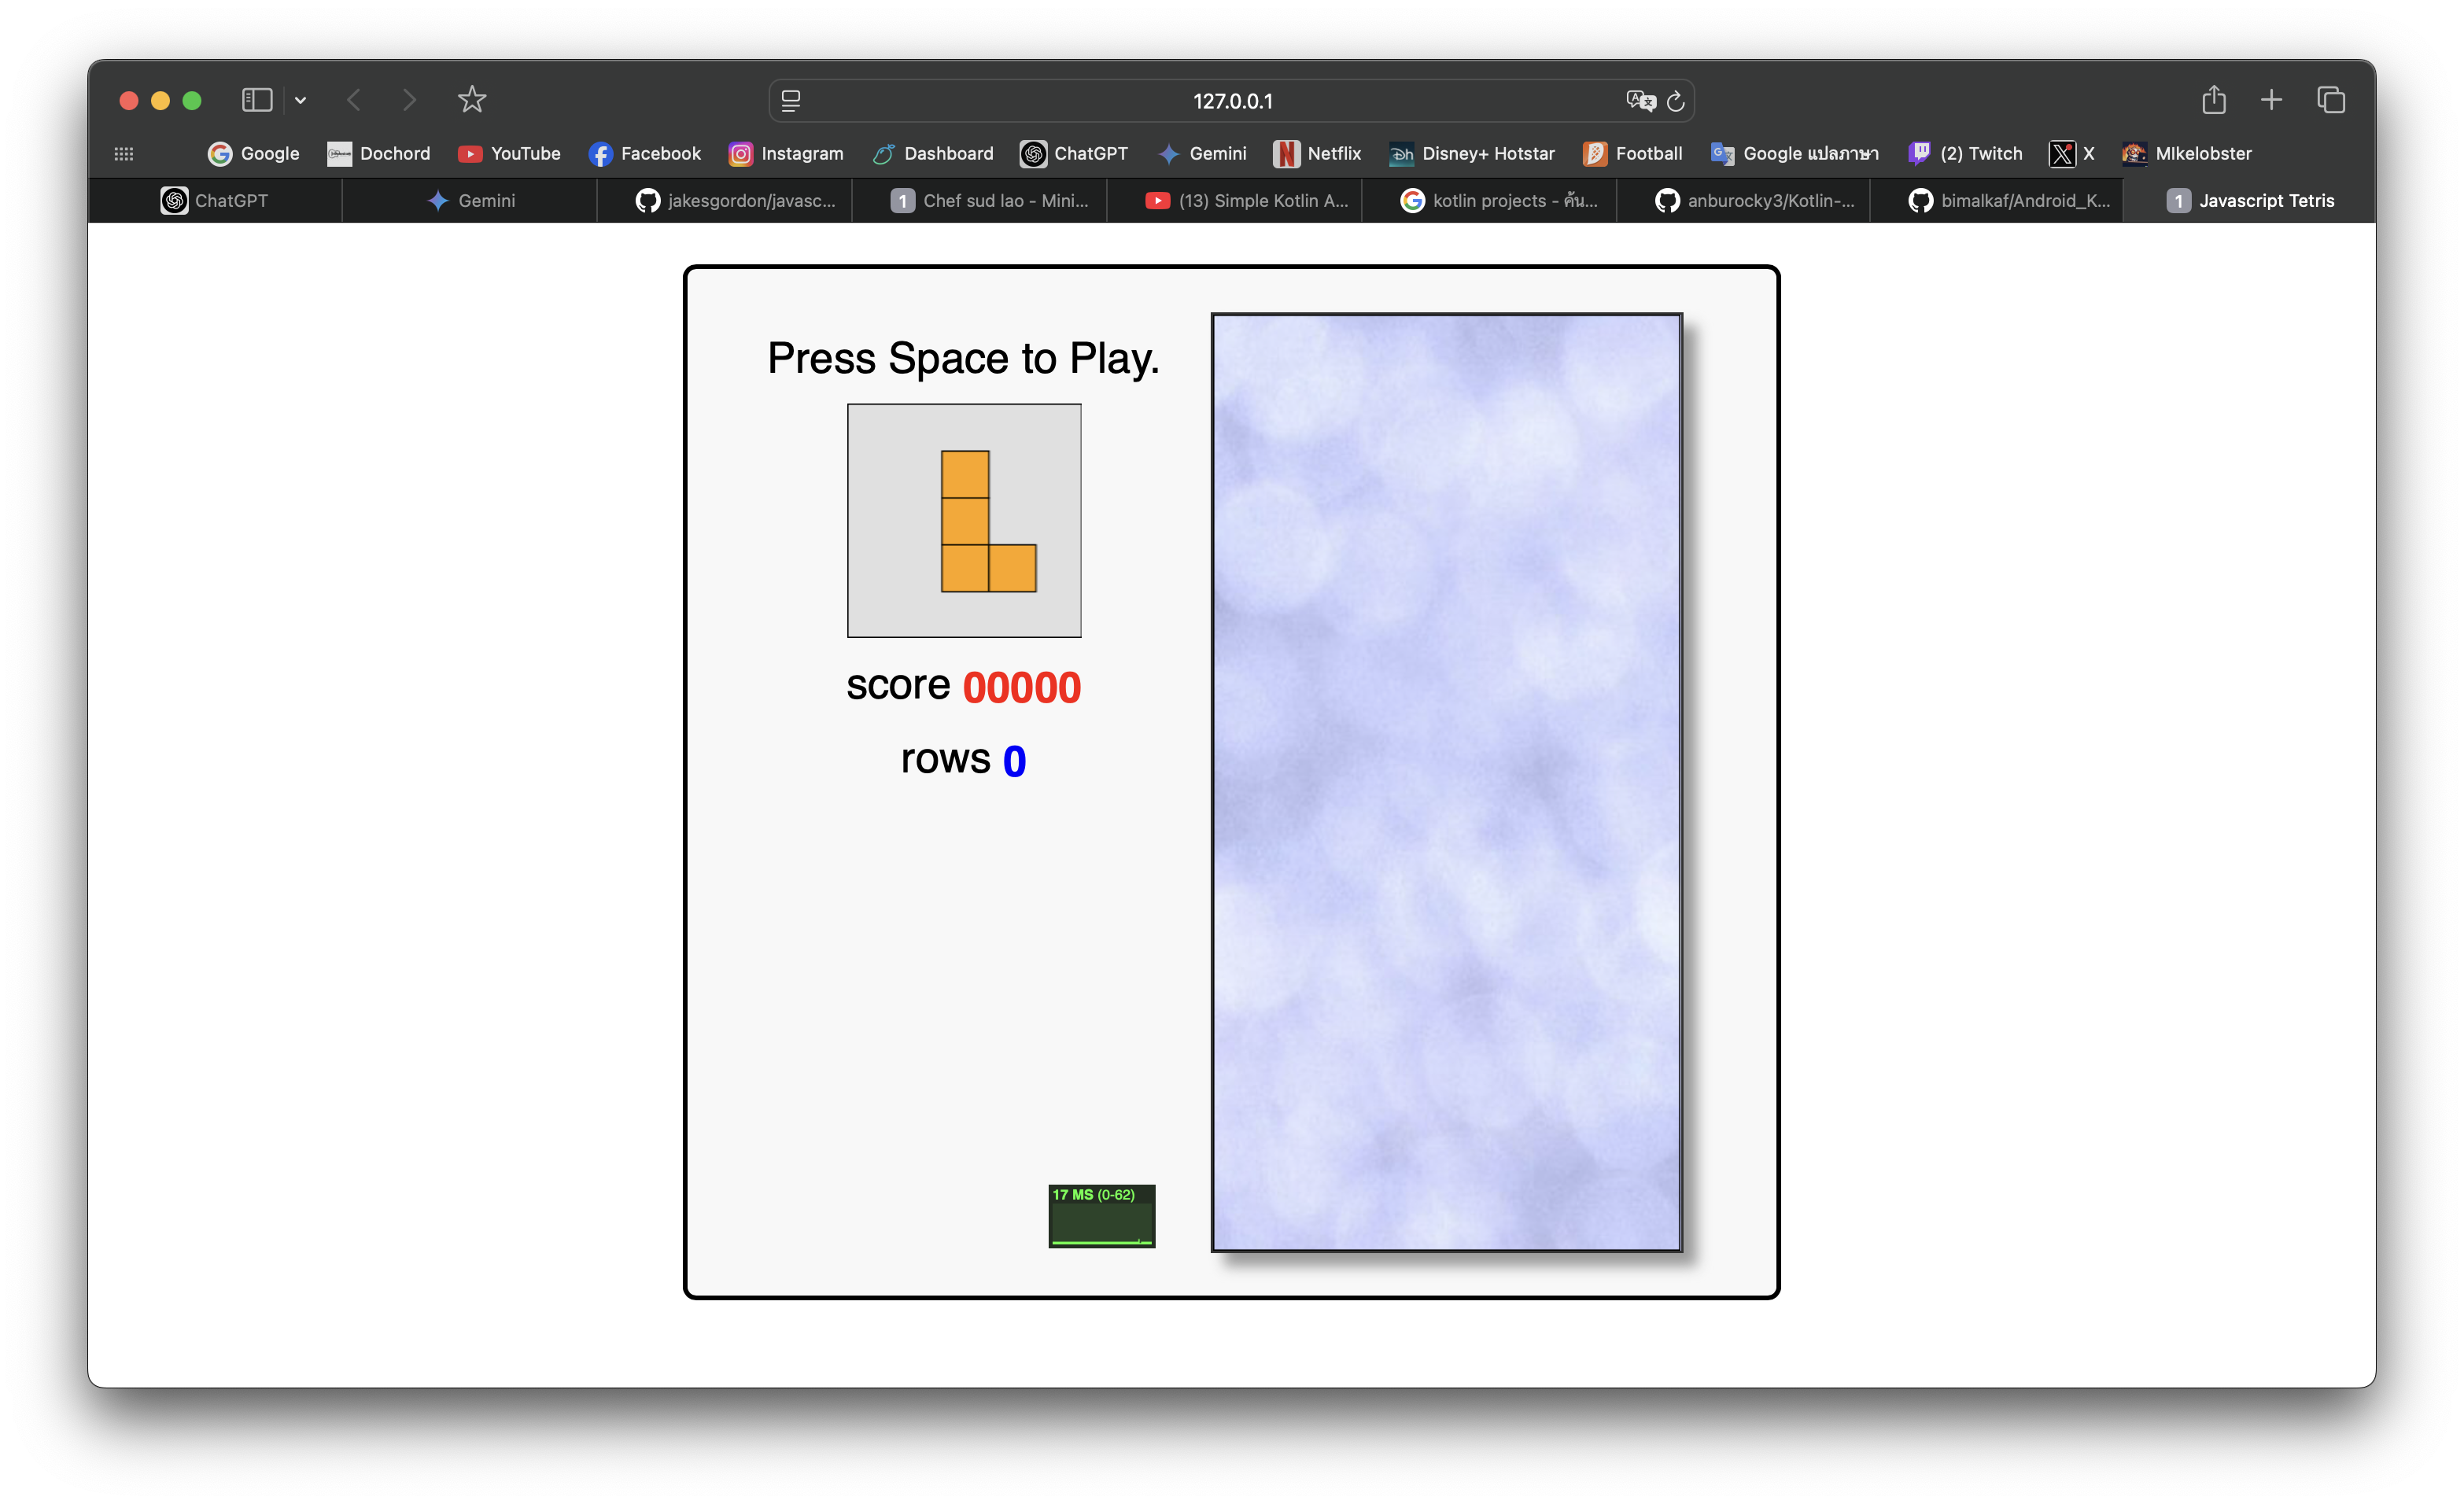 127.0.0.1
Google Dochord YouTube Facebook Instagram Dashboard ChatGPT Gemini Netflix Disney+ Hotstar Football Google แปลภาษา (2) Twitch X MIkelobster
ChatGPT Gemini jakesgordon/javasc... 1 Chef sud lao - Mini... (13) Simple Kotlin A... kotlin projects - ค้น... anburocky3/Kotlin-... bimalkaf/Android_K... 1 Javascript Tetris
Press Space to Play.
score 00000
rows 0
17 MS (0-62)